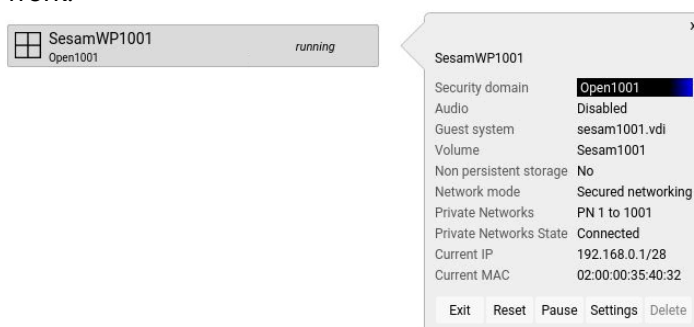 work.
SesamWP1001
Open1001
running
x
SesamWP1001
Security domain Open1001
Audio Disabled
Guest system sesam1001.vdi
Volume Sesam1001
Non persistent storage No
Network mode Secured networking
Private Networks PN 1 to 1001
Private Networks State Connected
Current IP 192.168.0.1/28
Current MAC 02:00:00:35:40:32
Exit Reset Pause Settings Delete